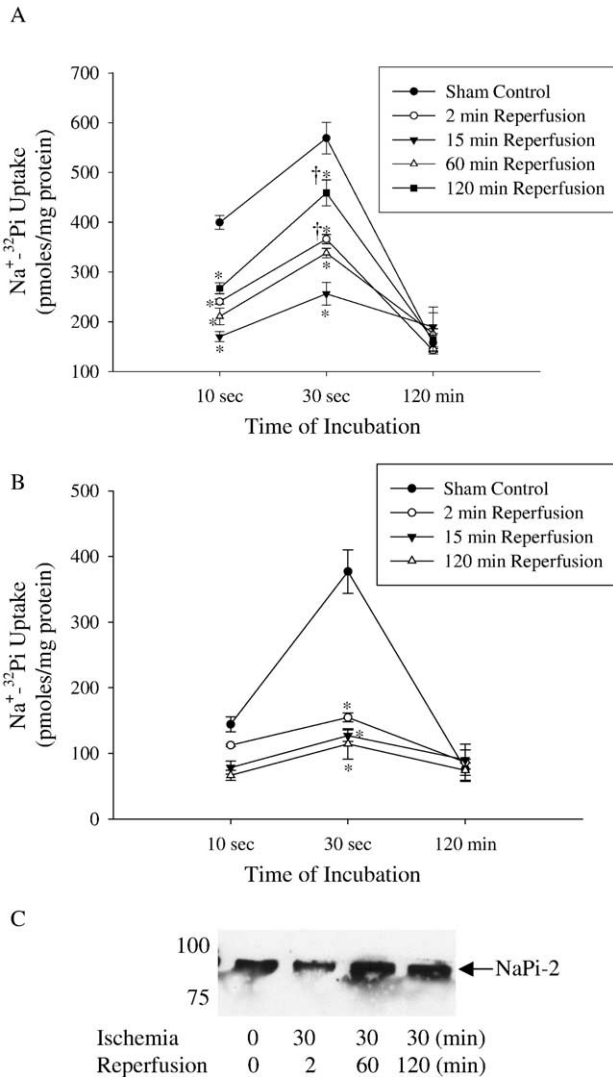 A
Na⁺-³²Pi Uptake
(pmoles/mg protein)
700
600
500
400
300
200
100
Sham Control
2 min Reperfusion
15 min Reperfusion
60 min Reperfusion
120 min Reperfusion
†*
†*
*
*
*
*
*
*
10 sec
30 sec
120 min
Time of Incubation
B
Na⁺-³²Pi Uptake
(pmoles/mg protein)
500
400
300
200
100
0
Sham Control
2 min Reperfusion
15 min Reperfusion
120 min Reperfusion
*
*
*
10 sec
30 sec
120 min
Time of Incubation
C
100
75
NaPi-2
Ischemia 0 30 30 30 (min)
Reperfusion 0 2 60 120 (min)